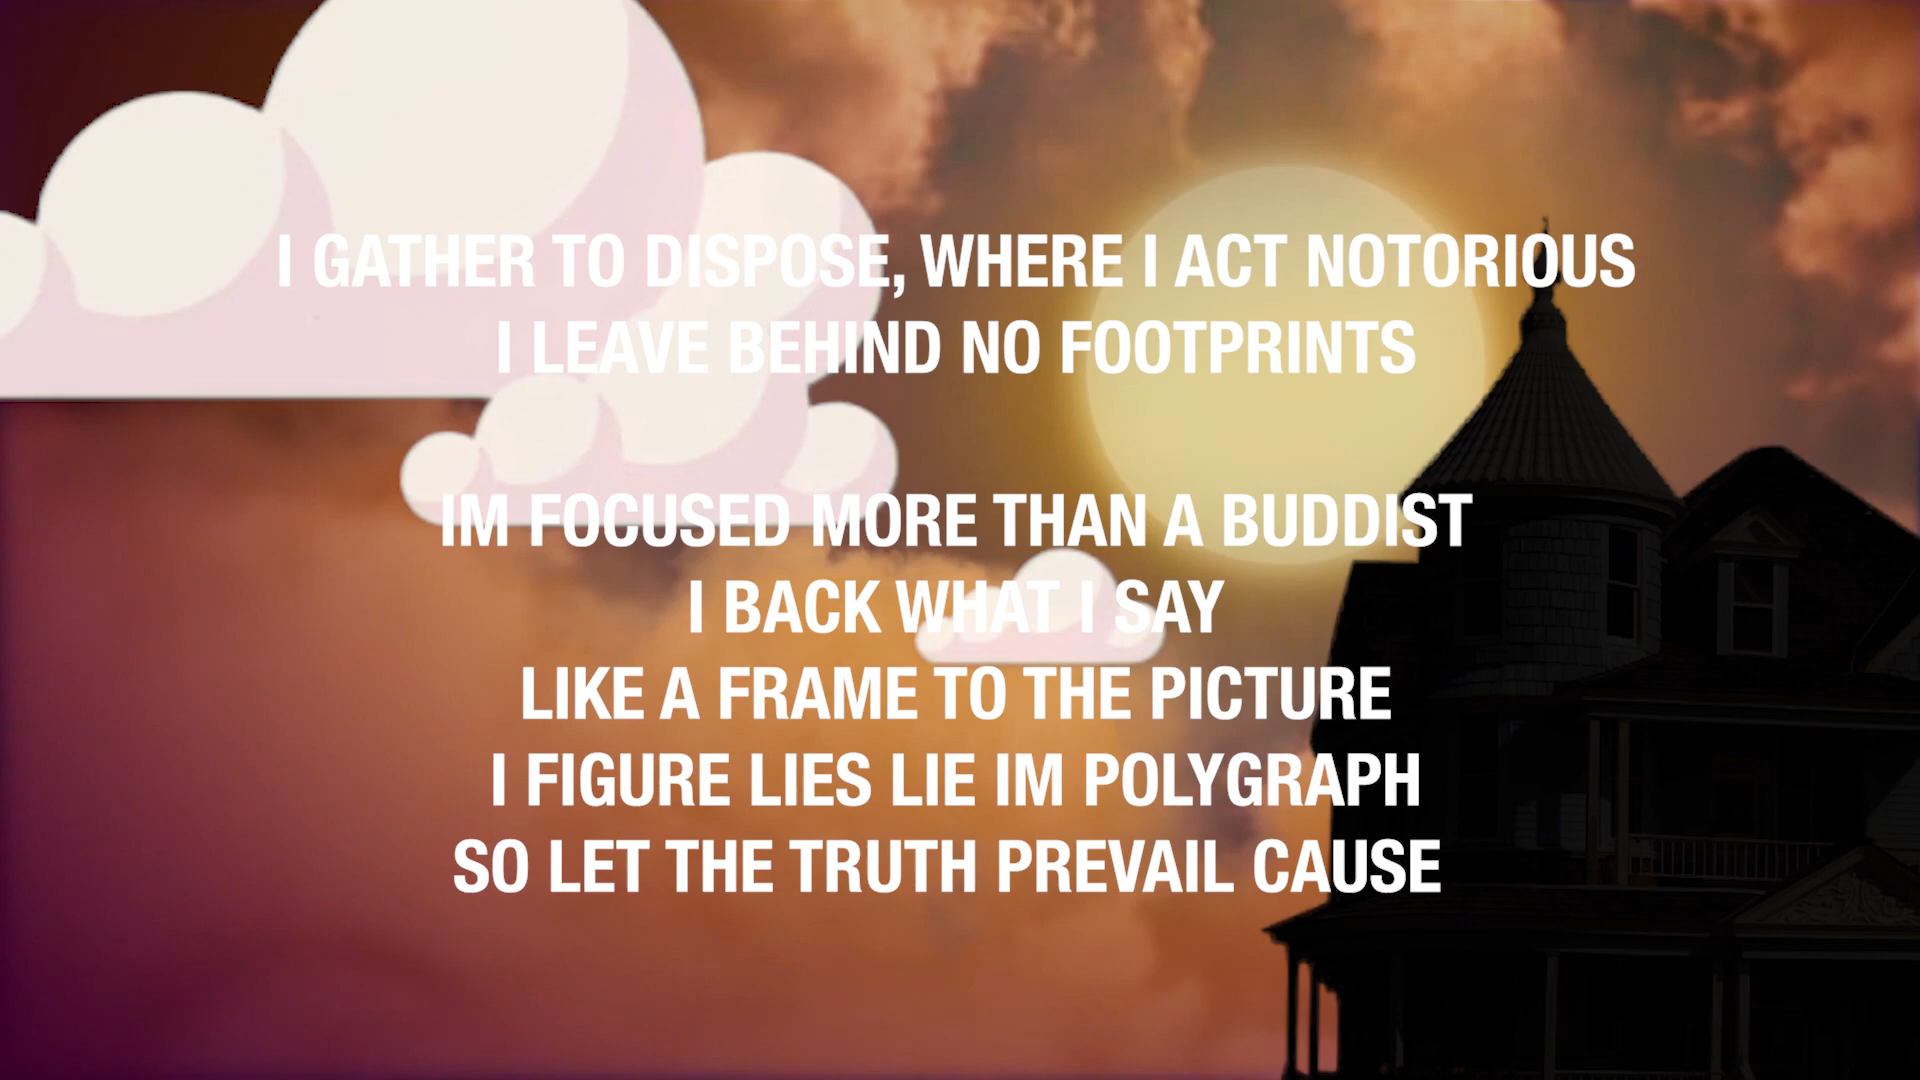 I GATHER TO DISPOSE, WHERE I ACT NOTORIOUS
I LEAVE BEHIND NO FOOTPRINTS
IM FOCUSED MORE THAN A BUDDIST
I BACK WHAT I SAY
LIKE A FRAME TO THE PICTURE
I FIGURE LIES LIE IM POLYGRAPH
SO LET THE TRUTH PREVAIL CAUSE